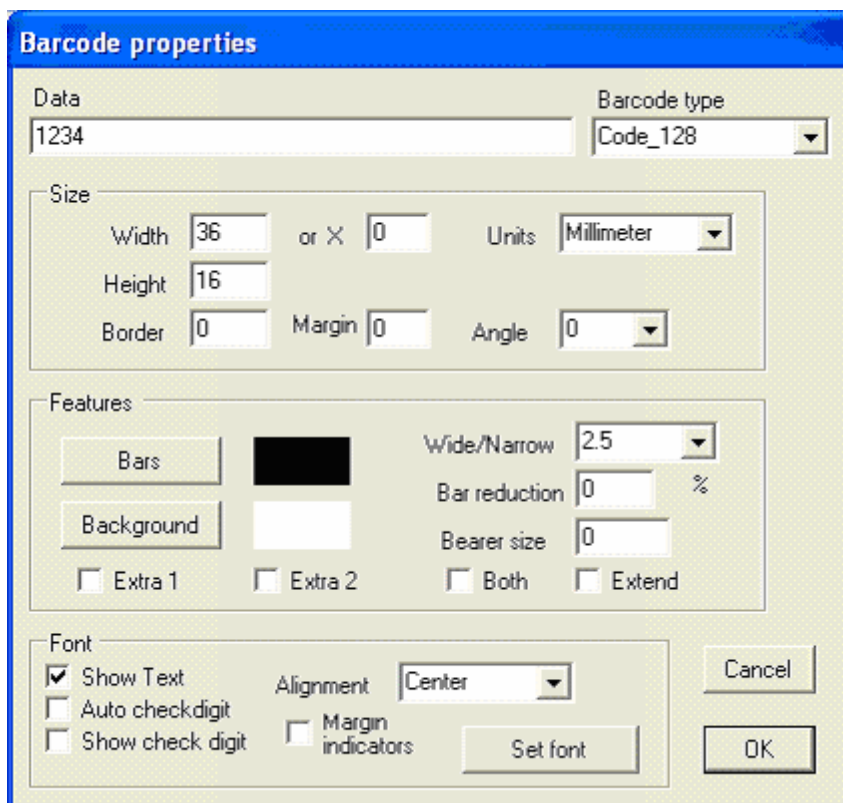 Barcode properties
Data Barcode type
1234 Code_128
Size
Width 36 or X 0 Units Millimeter
Height 16
Border 0 Margin 0 Angle 0
Features
Bars Wide/Narrow 2.5
Bar reduction 0 %
Background Bearer size 0
Extra 1 Extra 2 Both Extend
Font
Show Text Alignment Center Cancel
Auto checkdigit Margin
Show check digit indicators Set font OK